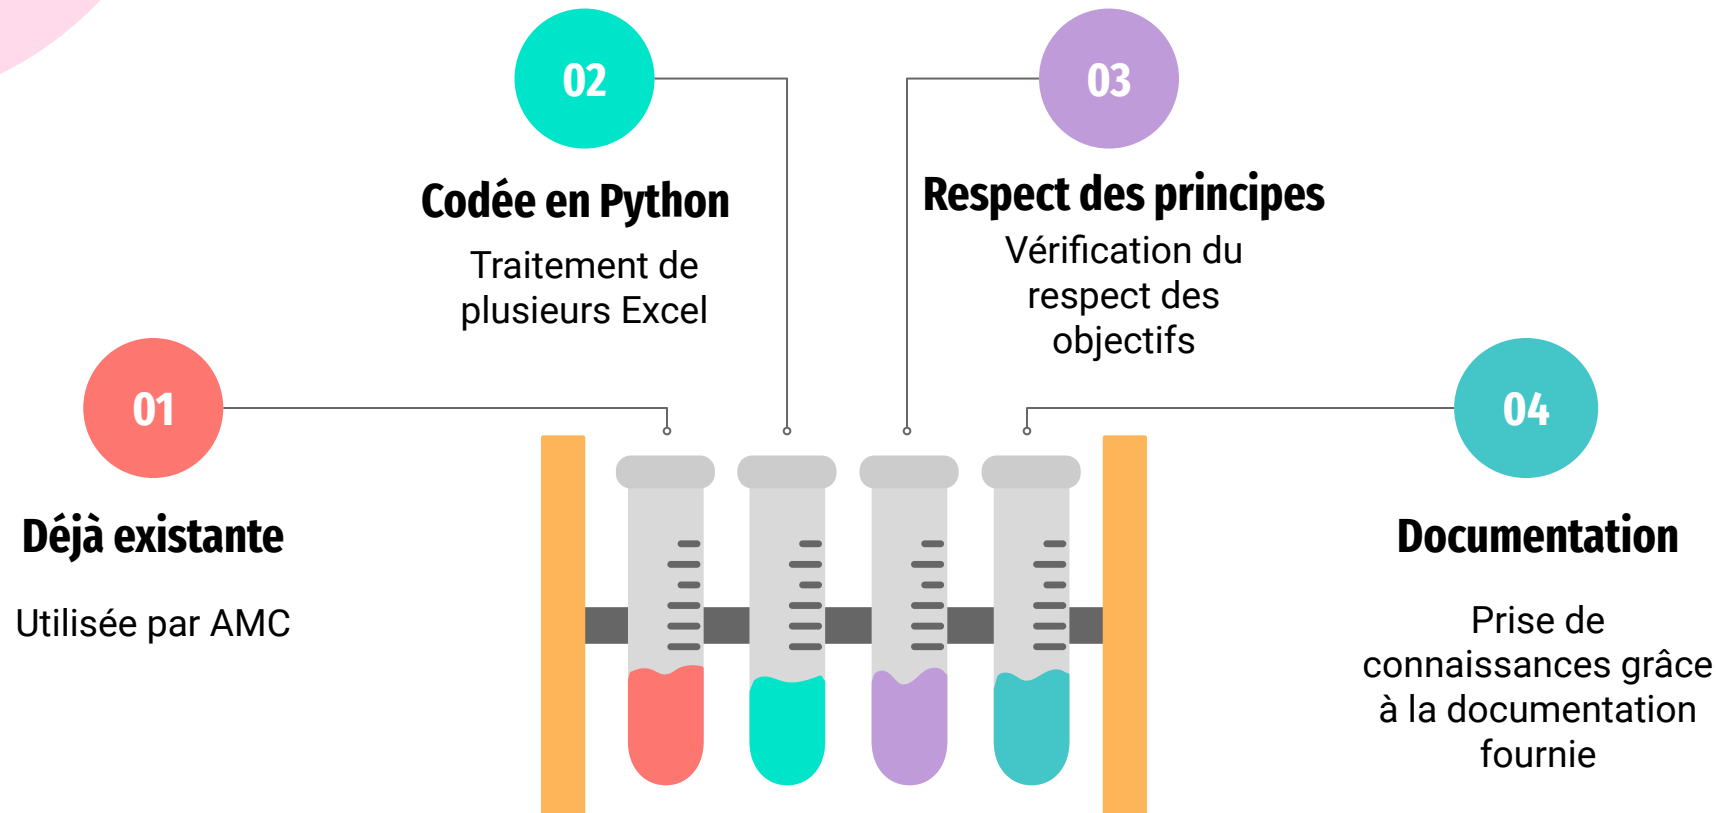 01
Déjà existante
Utilisée par AMC
02
Codée en Python
Traitement de
plusieurs Excel
03
Respect des principes
Vérification du
respect des
objectifs
04
Documentation
Prise de
connaissances grâce
à la documentation
fournie